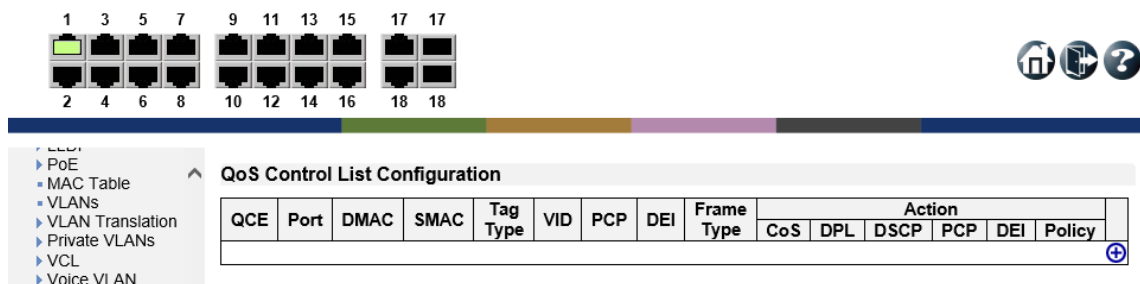 1 3 5 7 9 11 13 15 17 17
2 4 6 8 10 12 14 16 18 18
?
PoE
MAC Table
VLANs
VLAN Translation
Private VLANs
VCL
Voice VLAN
QoS Control List Configuration
QCE Port DMAC SMAC Tag Type VID PCP DEI Frame Type Action
CoS DPL DSCP PCP DEI Policy